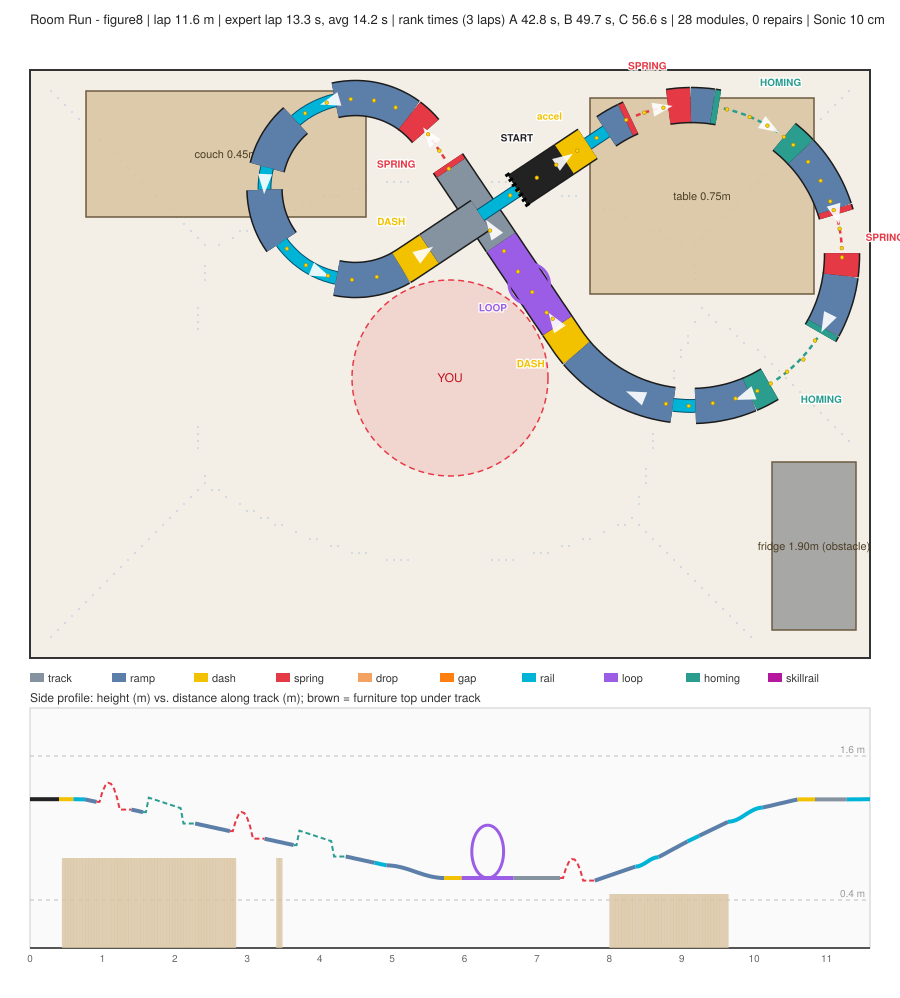 Room Run - figure8 | lap 11.6 m | expert lap 13.3 s, avg 14.2 s | rank times (3 laps) A 42.8 s, B 49.7 s, C 56.6 s | 28 modules, 0 repairs | Sonic 10 cm
SPRING
HOMING
accel
START
couch 0.45m
SPRING
table 0.75m
DASH
SPRING
LOOP
DASH
YOU
HOMING
fridge 1.90m (obstacle)
track ramp dash spring drop gap rail loop homing skillrail
Side profile: height (m) vs. distance along track (m); brown = furniture top under track
1.6 m
0.4 m
0 1 2 3 4 5 6 7 8 9 10 11